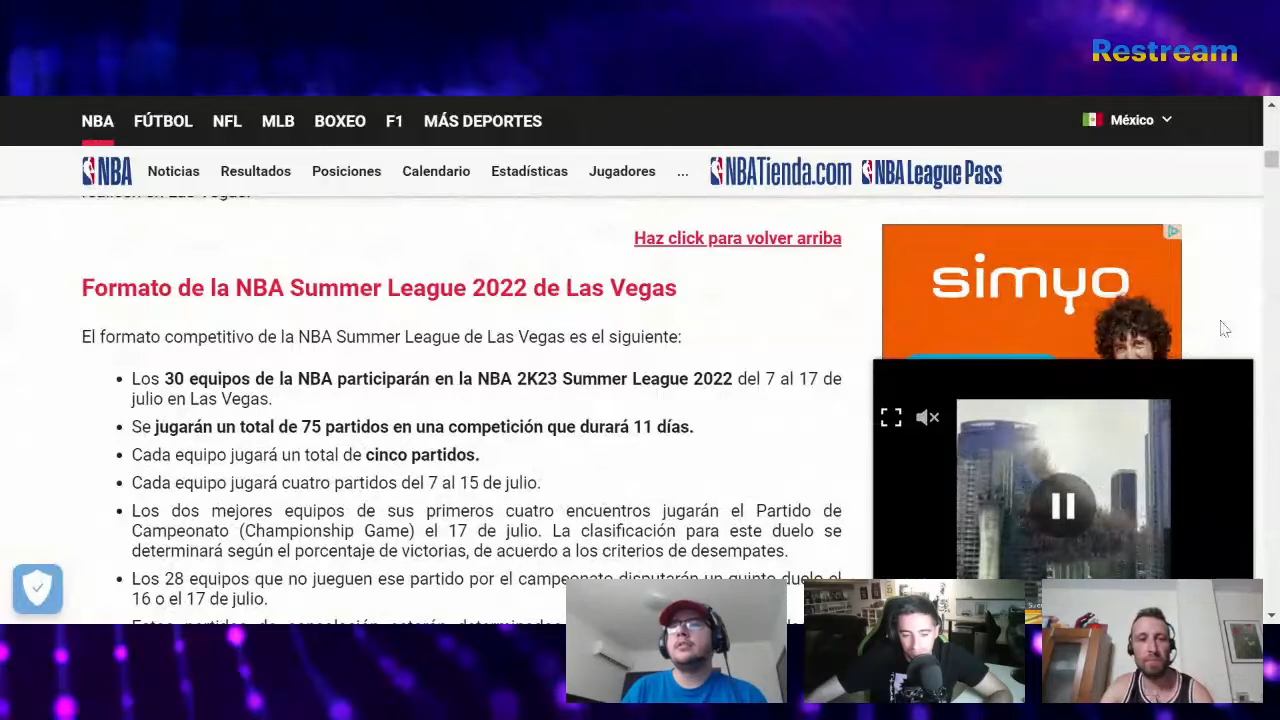 Restream
NBA FÚTBOL NFL MLB BOXEO F1 MÁS DEPORTES México
NBA Noticias Resultados Posiciones Calendario Estadísticas Jugadores ... NBATienda.com NBA League Pass
Haz click para volver arriba
simyo
Formato de la NBA Summer League 2022 de Las Vegas
El formato competitivo de la NBA Summer League de Las Vegas es el siguiente:
Los 30 equipos de la NBA participarán en la NBA 2K23 Summer League 2022 del 7 al 17 de
julio en Las Vegas.
Se jugarán un total de 75 partidos en una competición que durará 11 días.
Cada equipo jugará un total de cinco partidos.
Cada equipo jugará cuatro partidos del 7 al 15 de julio.
Los dos mejores equipos de sus primeros cuatro encuentros jugarán el Partido de
Campeonato (Championship Game) el 17 de julio. La clasificación para este duelo se
determinará según el porcentaje de victorias, de acuerdo a los criterios de desempates.
Los 28 equipos que no jueguen ese partido por el campeonato disputarán un quinto duelo el
16 o el 17 de julio.